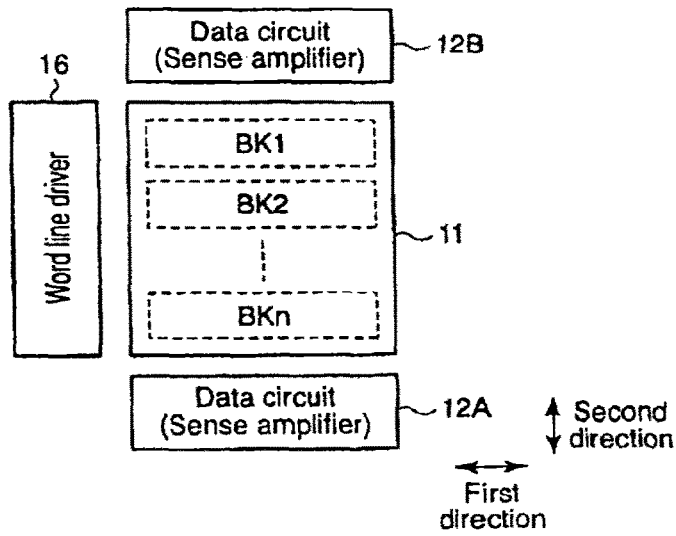 Data circuit
(Sense amplifier)
12B
16
Word line driver
BK1
BK2
11
BKn
Data circuit
(Sense amplifier)
12A
Second
direction
First
direction